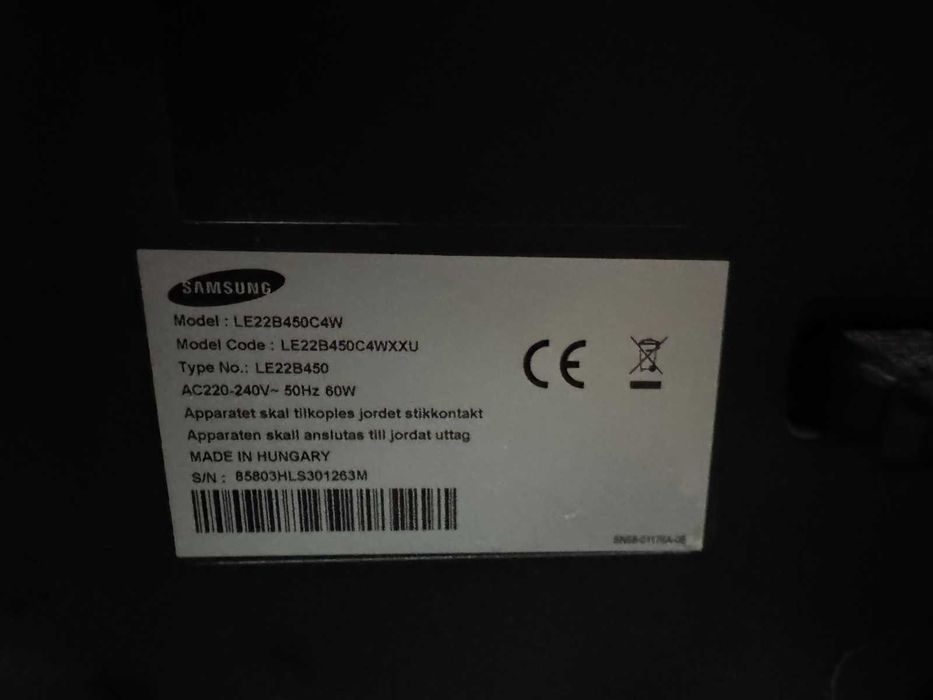 SAMSUNG
Model : LE22B450C4W
Model Code : LE22B450C4WXXU
Type No.: LE22B450
AC220-240V~ 50Hz 60W
Apparatet skal tilkoples jordet stikkontakt
Apparaten skall anslutas till jordat uttag
MADE IN HUNGARY
S/N : 85803HLS301263M
CE